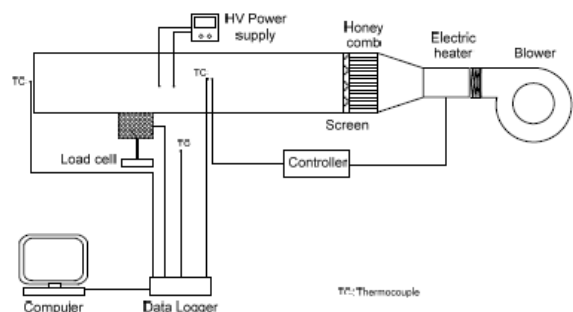 HV Power
supply
Honey
comb
Electric
heater
Blower
TC
TC
Screen
Load cell
TC
Controller
Computer
Data Logger
TC: Thermocouple